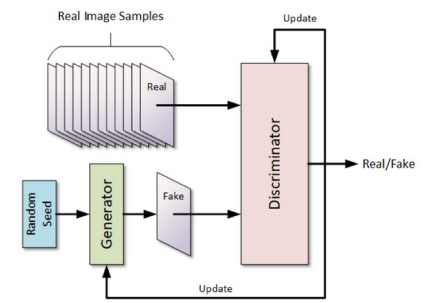 Real Image Samples
Update
Real
Discriminator
Real/Fake
Random
Seed
Generator
Fake
Update